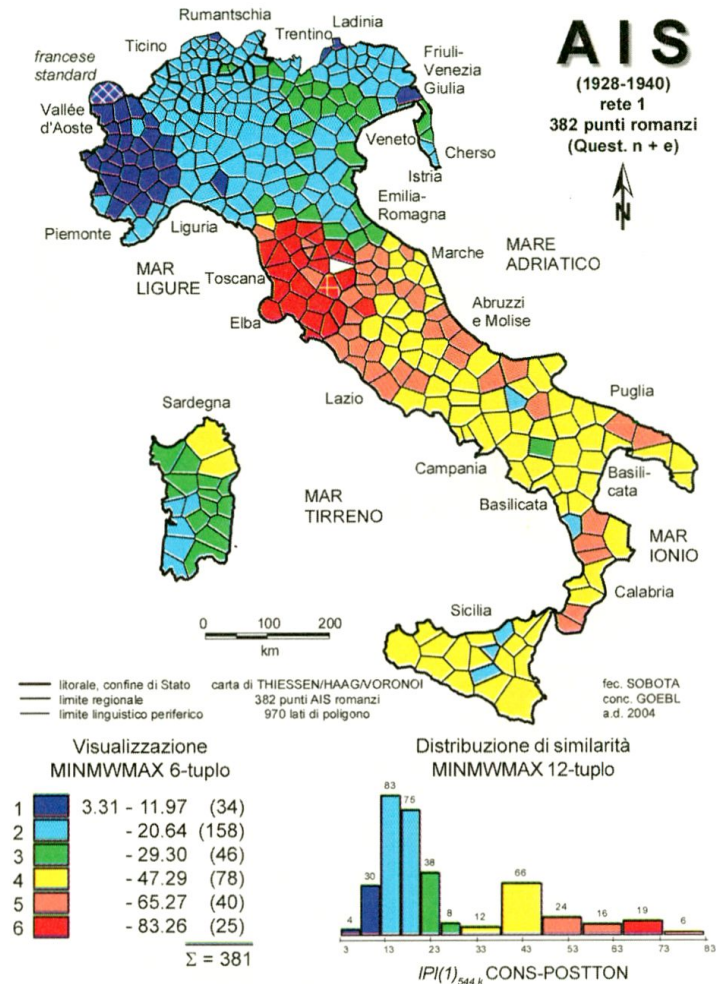 AIS
(1928-1940)
rete 1
382 punti romanzi
(Quest. n + e)
N
Rumantschia
Ladinia
Trentino
Ticino
francese
standard
Friuli-
Venezia
Giulia
Vallée
d'Aoste
Veneto
Cherso
Istria
Emilia-
Romagna
Piemonte
Liguria
Marche
MARE
ADRIATICO
MAR
LIGURE
Toscana
Abruzzi
e Molise
Elba
Lazio
Puglia
Sardegna
Campania
Basili-
cata
Basilicata
MAR
TIRRENO
MAR
IONIO
Calabria
Sicilia
0 100 200
km
litorale, confine di Stato
limite regionale
limite linguistico periferico
carta di THIESSEN/HAAG/VORONOI
382 punti AIS romanzi
970 lati di poligono
fec. SOBOTA
conc. GOEBL
a.d. 2004
Visualizzazione
MINMWMAX 6-tuplo
1 3.31 - 11.97 (34)
2 - 20.64 (158)
3 - 29.30 (46)
4 - 47.29 (78)
5 - 65.27 (40)
6 - 83.26 (25)
Σ = 381
Distribuzione di similarità
MINMWMAX 12-tuplo
4 30 83 75 38 8 12 66 24 16 19 6
3 13 23 33 43 53 63 73 83
IPI(1)544,k CONS-POSTTON